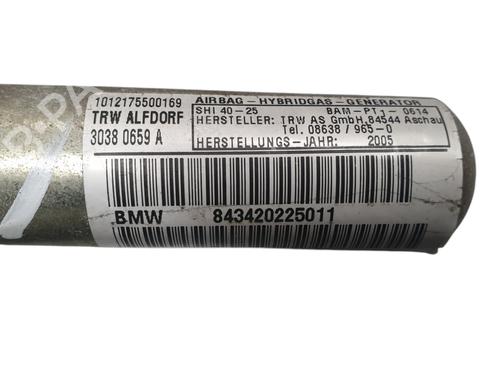 1012175500169
TRW ALFDORF
3038 0659 A
AIRBAG - HYBRIDGAS - GENERATOR
SHI 40-25 BAM-PT1-0614
HERSTELLER: TRW AS GmbH,84544 Aschau
Tel. 08638/965-0
HERSTELLUNGS-JAHR: 2005
BMW 843420225011